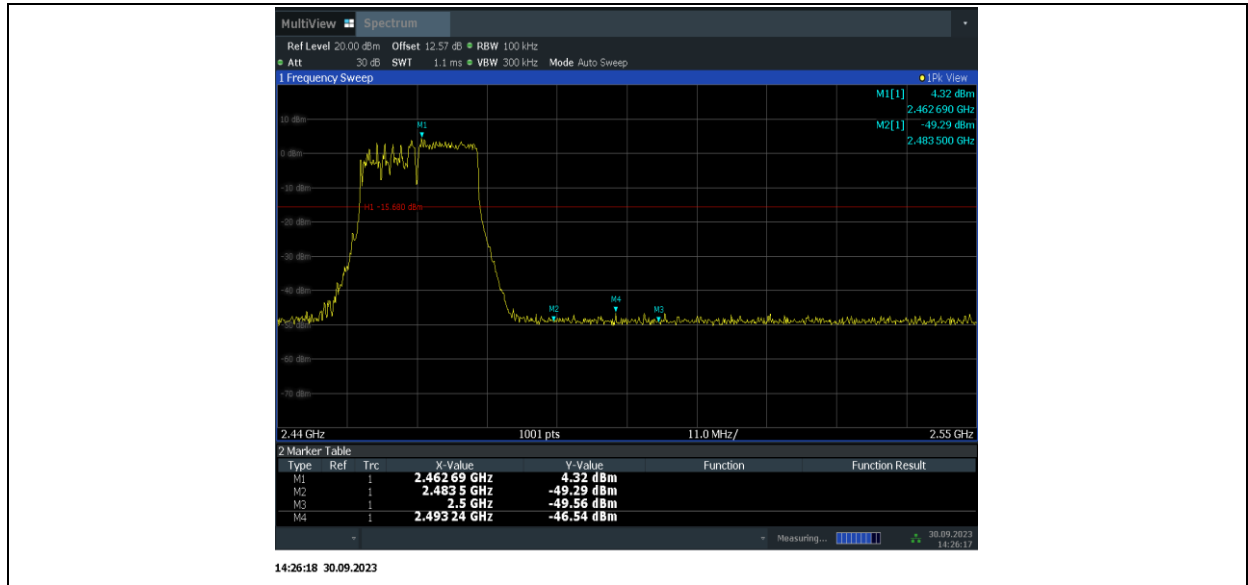 MultiView Spectrum
Ref Level 20.00 dBm Offset 12.57 dB RBW 100 kHz
Att 30 dB SWT 1.1 ms VBW 300 kHz Mode Auto Sweep
1 Frequency Sweep 1Pk View
M1[1] 4.32 dBm
2.462 690 GHz
10 dBm
M1
M2[1] -49.29 dBm
2.483 500 GHz
0 dBm
-10 dBm
H1 -15.680 dBm
-20 dBm
-30 dBm
-40 dBm
M4
M2 M3
-50 dBm
-60 dBm
-70 dBm
2.44 GHz 1001 pts 11.0 MHz/ 2.55 GHz
2 Marker Table
Type Ref Trc X-Value Y-Value Function Function Result
M1 1 2.462 69 GHz 4.32 dBm
M2 1 2.483 5 GHz -49.29 dBm
M3 1 2.5 GHz -49.56 dBm
M4 1 2.493 24 GHz -46.54 dBm
Measuring... 30.09.2023
14:26:17
14:26:18 30.09.2023